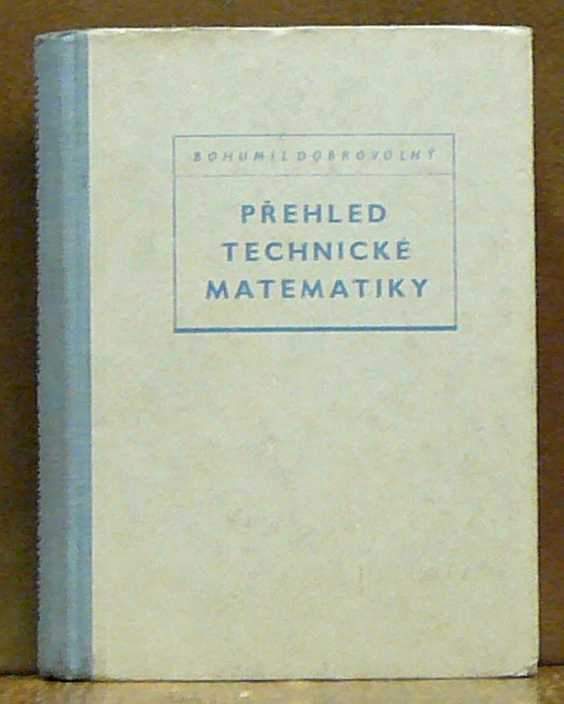 BOHUMIL DOBROVOLNÝ
PŘEHLED
TECHNICKÉ
MATEMATIKY